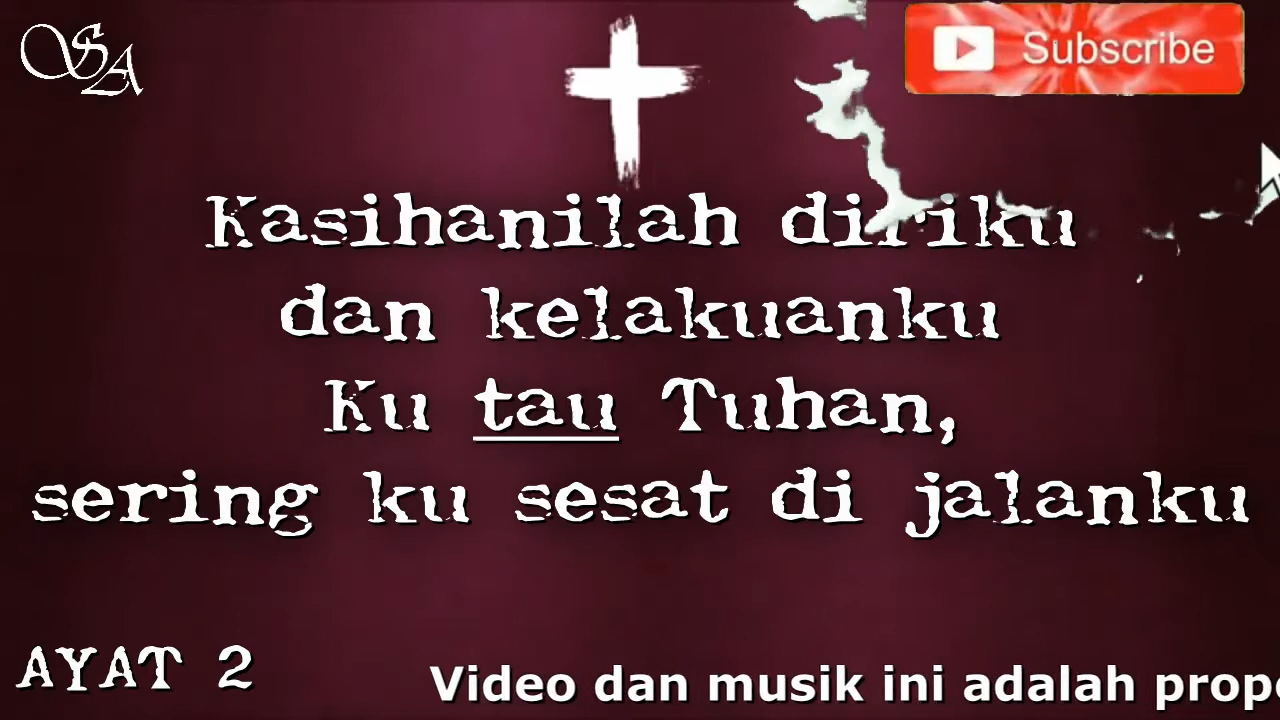 SA
Subscribe
Kasihanilah diriku
dan kelakuanku
Ku tau Tuhan,
sering ku sesat di jalanku
AYAT 2
Video dan musik ini adalah